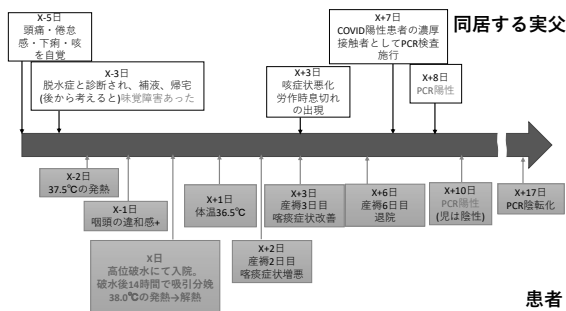 X-5日
頭痛・倦怠
感・下痢・咳
を自覚
X-3日
脱水症と診断され、補液、帰宅
(後から考えると)味覚障害あった
X+3日
咳症状悪化
労作時息切れ
の出現
X+7日
COVID陽性患者の濃厚
接触者としてPCR検査
施行
X+8日
PCR陽性
同居する実父
X-2日
37.5℃の発熱
X-1日
咽頭の違和感+
X日
高位破水にて入院。
破水後14時間で吸引分娩
38.0℃の発熱→解熱
X+1日
体温36.5℃
X+2日
産褥2日目
喀痰症状増悪
X+3日
産褥3日目
喀痰症状改善
X+6日
産褥6日目
退院
X+10日
PCR陽性
(児は陰性)
X+17日
PCR陰転化
患者